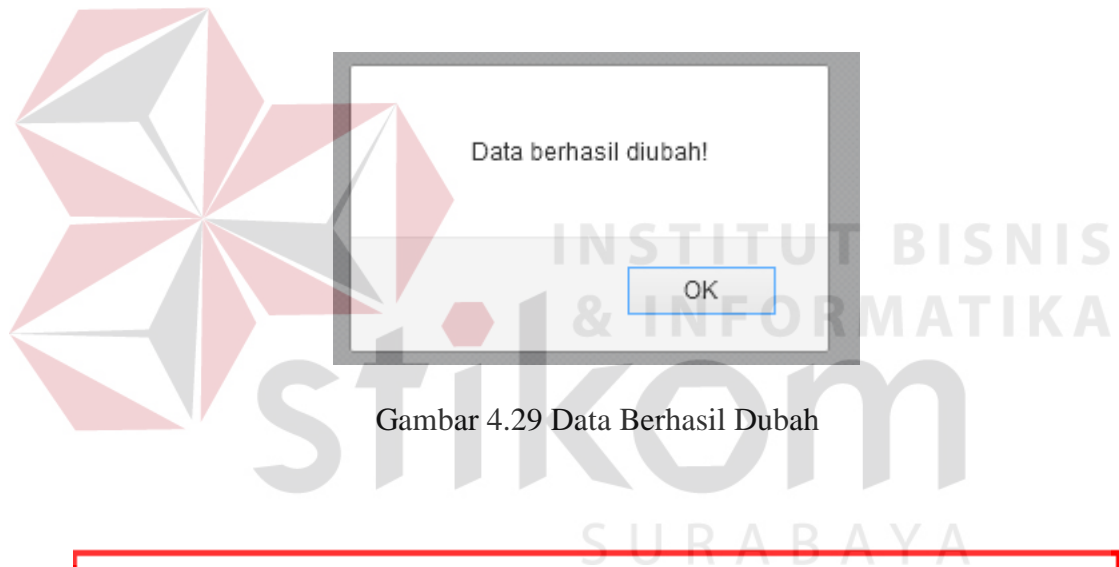 Data berhasil diubah!
INSTITUT BISNIS
OK
& INFORMATIKA
stikom
Gambar 4.29 Data Berhasil Dubah
SURABAYA